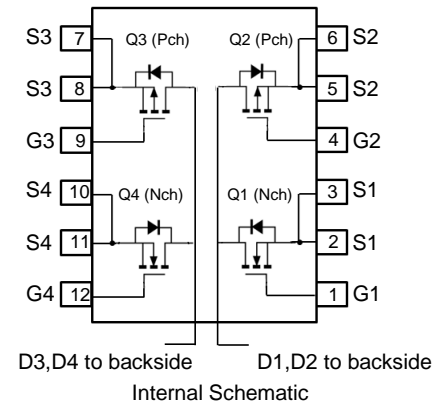 S3 7 Q3 (Pch) Q2 (Pch) 6 S2
S3 8 5 S2
G3 9 4 G2
S4 10 Q4 (Nch) Q1 (Nch) 3 S1
S4 11 2 S1
G4 12 1 G1
D3,D4 to backside D1,D2 to backside
Internal Schematic